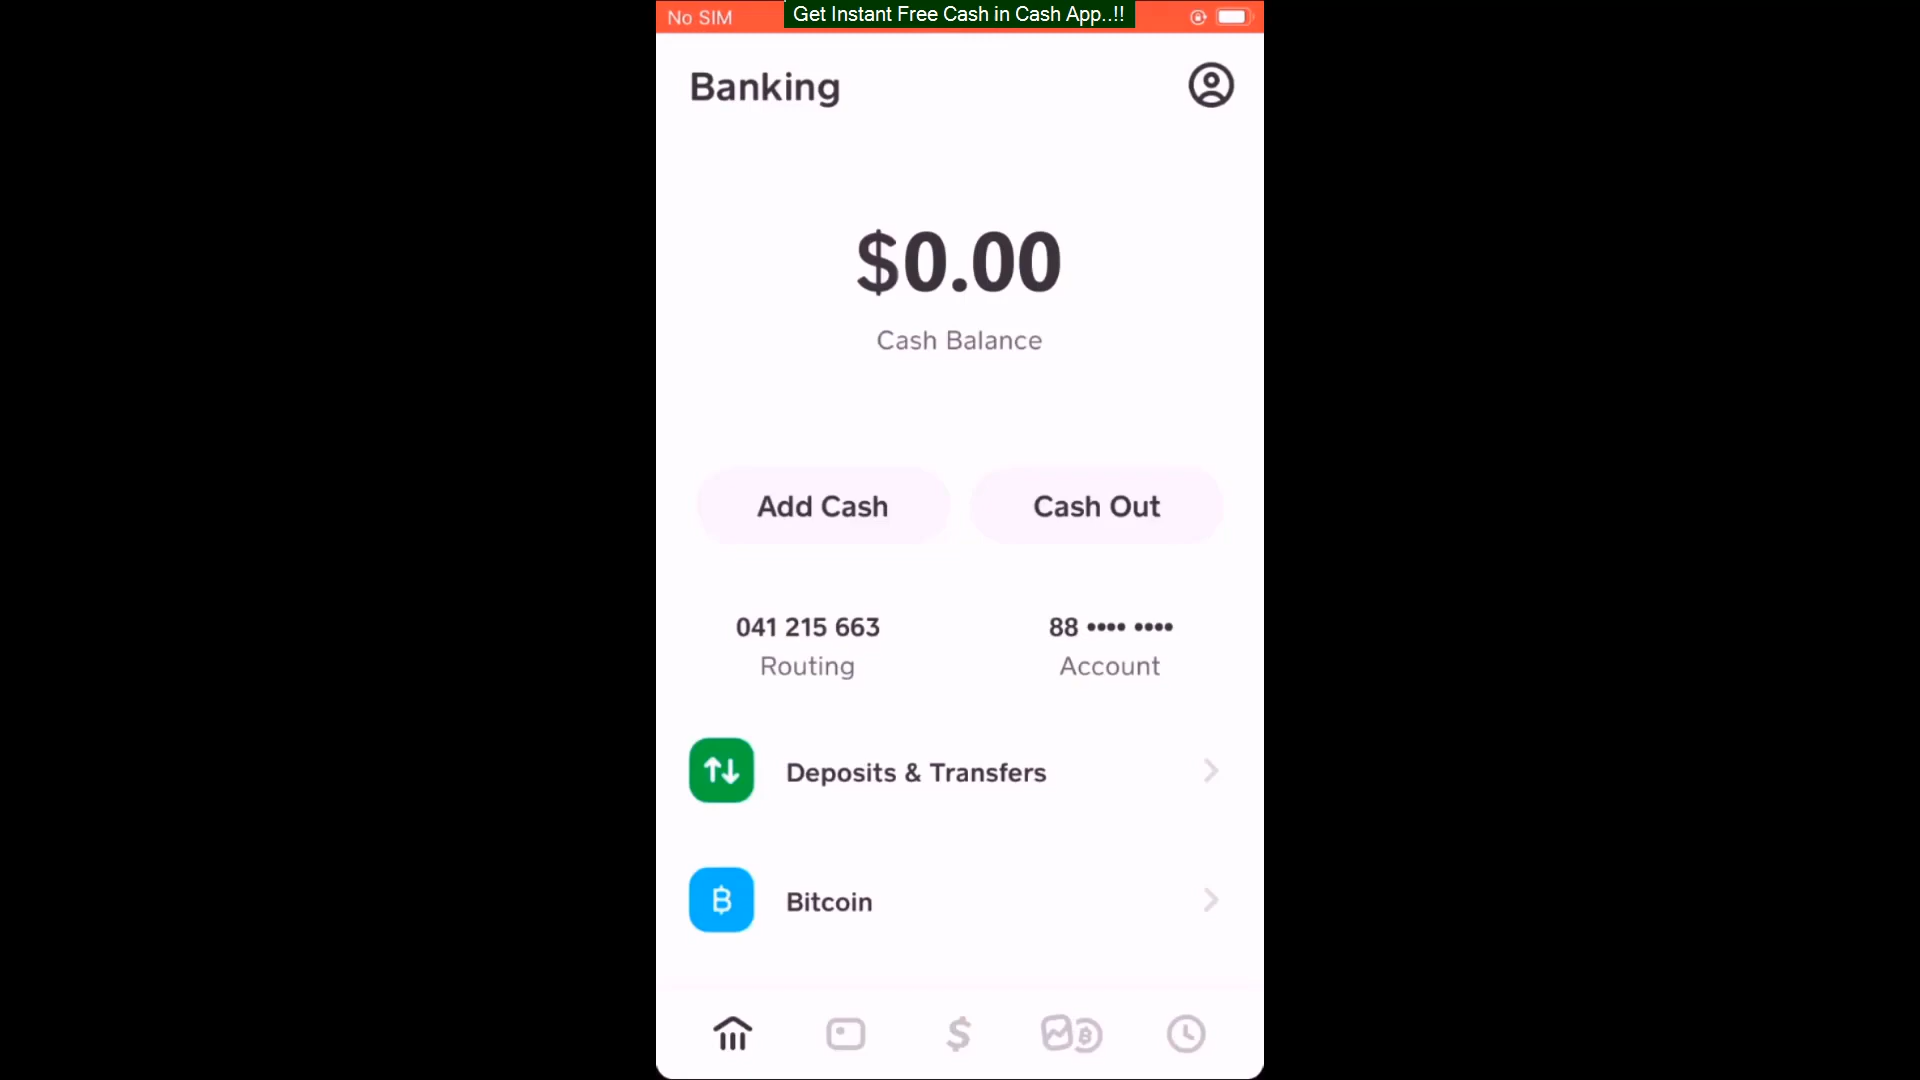 No SIM
Get Instant Free Cash in Cash App..!!
Banking
$0.00
Cash Balance
Add Cash
Cash Out
041 215 663
88 •••• ••••
Routing
Account
Deposits & Transfers
Bitcoin